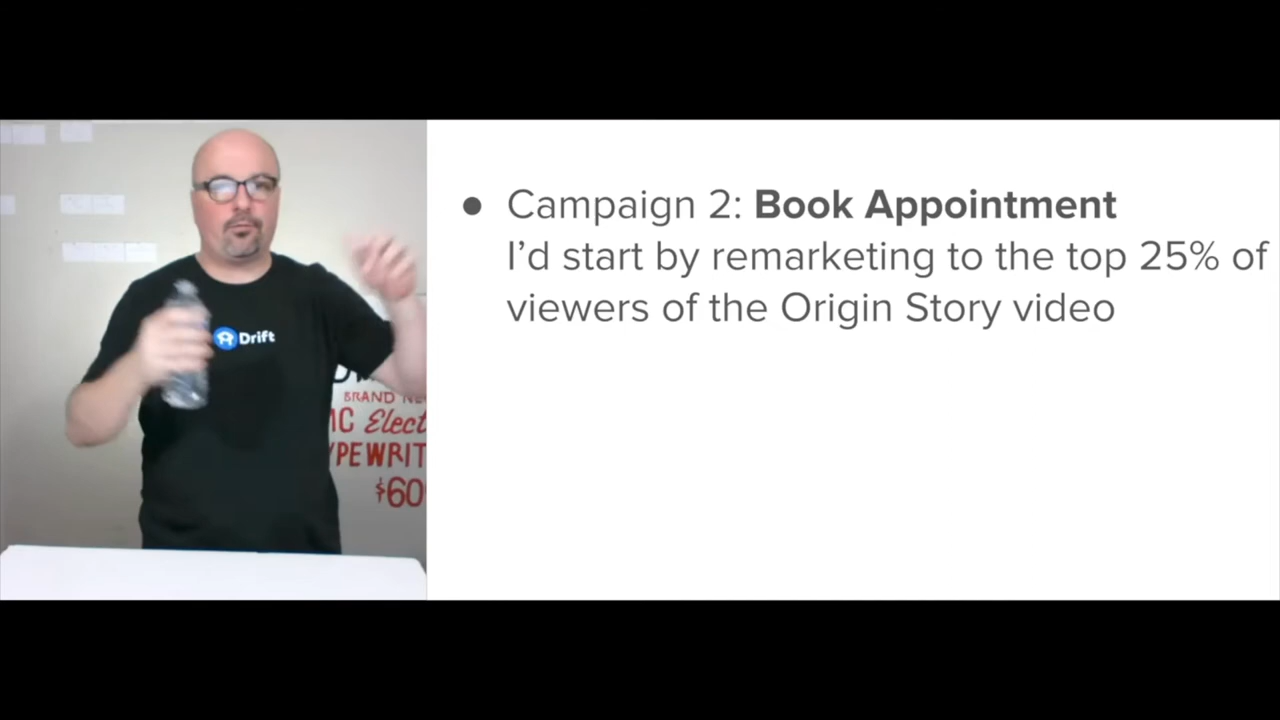 Campaign 2: Book Appointment
I’d start by remarketing to the top 25% of
viewers of the Origin Story video
Drift
BRAND
Elect
$60